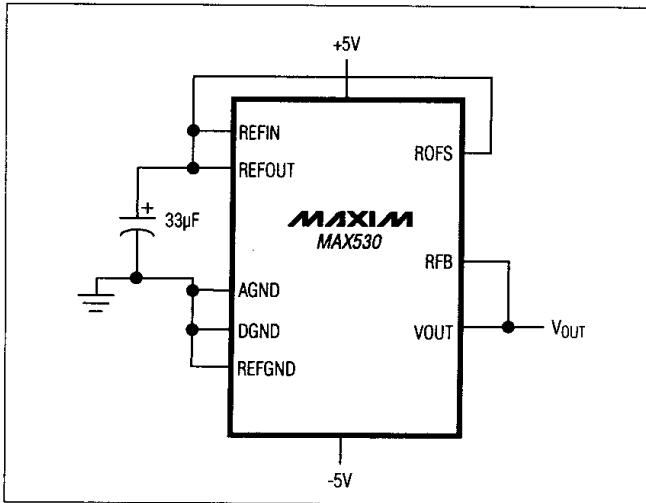 +5V
REFIN
ROFS
REFOUT
+
33µF
MAXIM
MAX530
RFB
AGND
DGND
VOUT
VOUT
REFGND
-5V